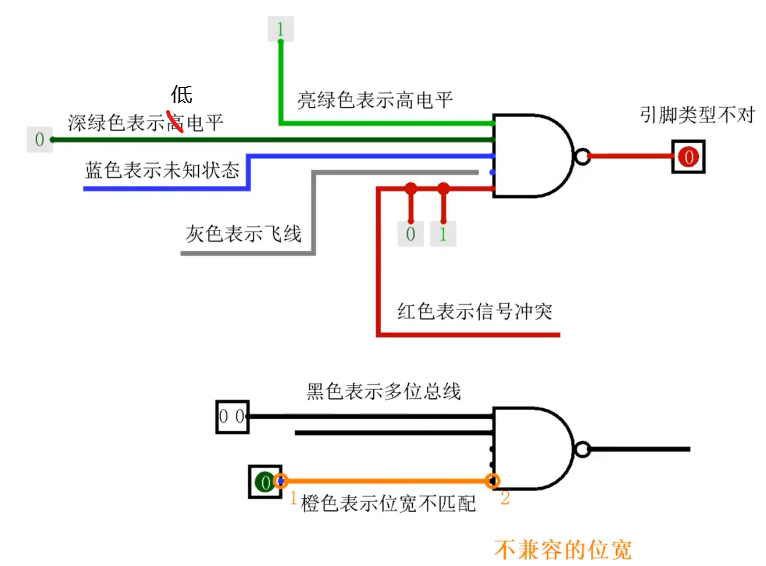 1
低
亮绿色表示高电平
引脚类型不对
深绿色表示高电平
0
0
蓝色表示未知状态
灰色表示飞线
0 1
红色表示信号冲突
黑色表示多位总线
0 0
0
1
橙色表示位宽不匹配
2
不兼容的位宽